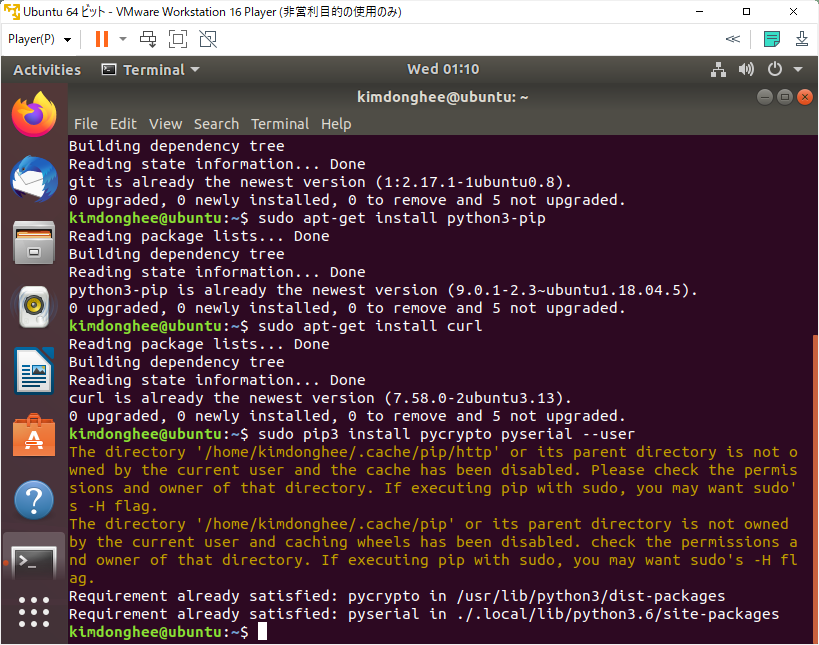 Ubuntu 64 ビット - VMware Workstation 16 Player (非営利目的の使用のみ)
Player(P)
Activities Terminal Wed 01:10
kimdonghee@ubuntu: ~
File Edit View Search Terminal Help
Building dependency tree
Reading state information... Done
git is already the newest version (1:2.17.1-1ubuntu0.8).
0 upgraded, 0 newly installed, 0 to remove and 5 not upgraded.
kimdonghee@ubuntu:~$ sudo apt-get install python3-pip
Reading package lists... Done
Building dependency tree
Reading state information... Done
python3-pip is already the newest version (9.0.1-2.3~ubuntu1.18.04.5).
0 upgraded, 0 newly installed, 0 to remove and 5 not upgraded.
kimdonghee@ubuntu:~$ sudo apt-get install curl
Reading package lists... Done
Building dependency tree
Reading state information... Done
curl is already the newest version (7.58.0-2ubuntu3.13).
0 upgraded, 0 newly installed, 0 to remove and 5 not upgraded.
kimdonghee@ubuntu:~$ sudo pip3 install pycrypto pyserial --user
The directory '/home/kimdonghee/.cache/pip/http' or its parent directory is not o
wned by the current user and the cache has been disabled. Please check the permis
sions and owner of that directory. If executing pip with sudo, you may want sudo'
s -H flag.
The directory '/home/kimdonghee/.cache/pip' or its parent directory is not owned
by the current user and caching wheels has been disabled. check the permissions a
nd owner of that directory. If executing pip with sudo, you may want sudo's -H fl
ag.
Requirement already satisfied: pycrypto in /usr/lib/python3/dist-packages
Requirement already satisfied: pyserial in ./.local/lib/python3.6/site-packages
kimdonghee@ubuntu:~$